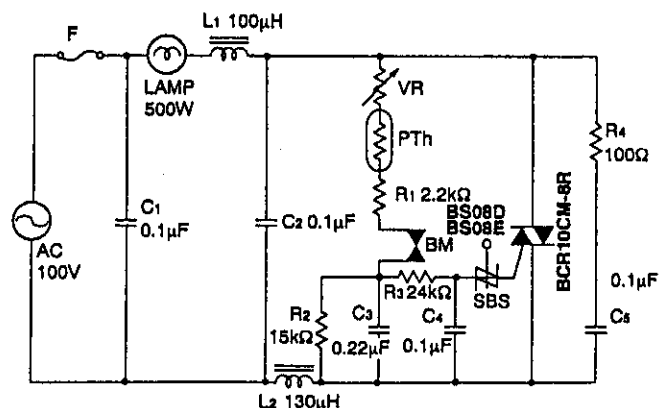 L1 100μH
F
LAMP
500W
VR
PTh
R4
100Ω
R1 2.2kΩ
BS08D
BS08E
BCR10CM-8R
C1
0.1μF
C2 0.1μF
BM
AC
100V
R3 24kΩ
SBS
0.1μF
C5
R2
15kΩ
C3
0.22μF
C4
0.1μF
L2 130μH